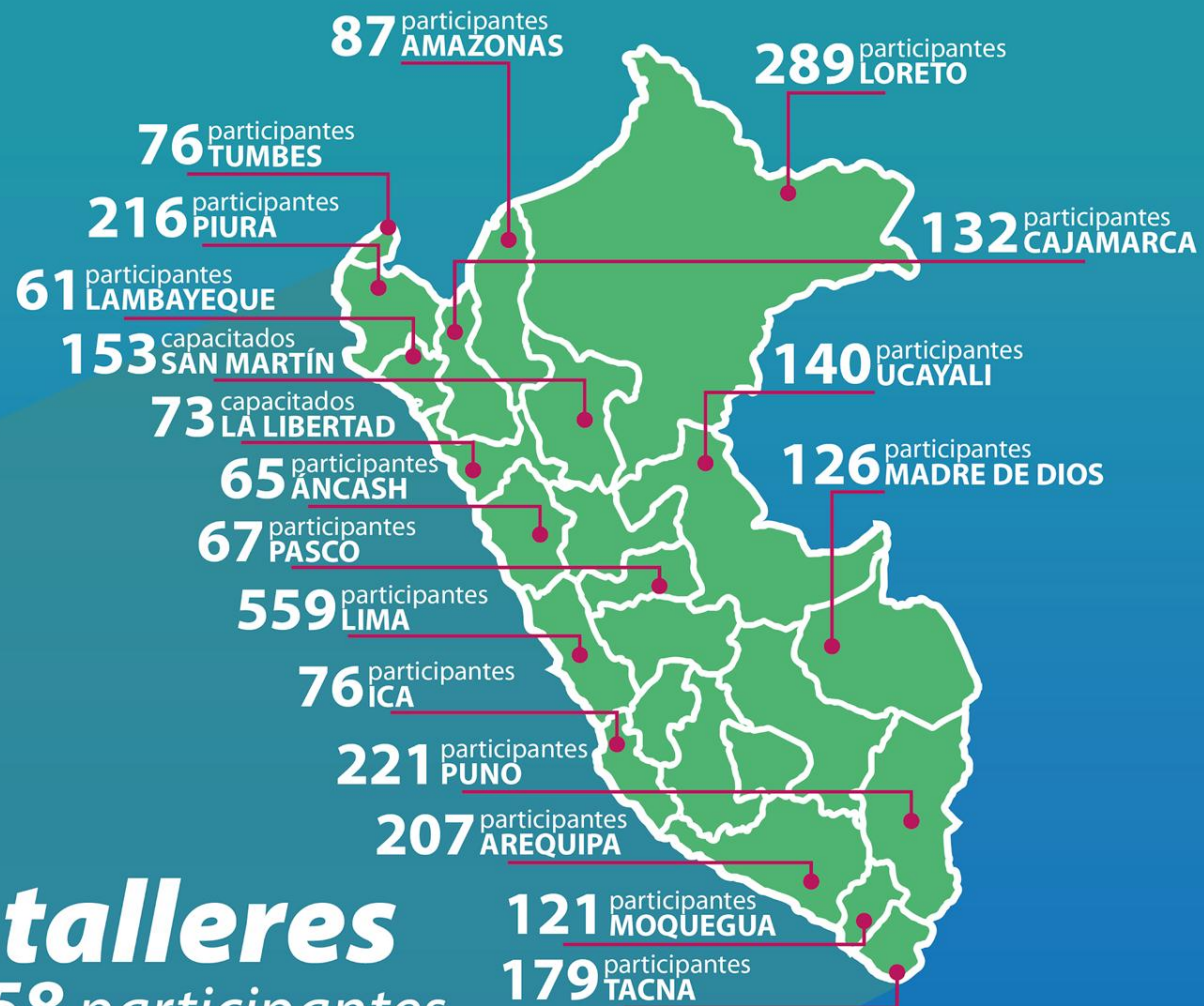 87 participantes
AMAZONAS
289 participantes
LORETO
76 participantes
TUMBES
216 participantes
PIURA
132 participantes
CAJAMARCA
61 participantes
LAMBAYEQUE
153 capacitados
SAN MARTÍN
140 participantes
UCAYALI
73 capacitados
LA LIBERTAD
65 participantes
ÁNCASH
126 participantes
MADRE DE DIOS
67 participantes
PASCO
559 participantes
LIMA
76 participantes
ICA
221 participantes
PUNO
207 participantes
AREQUIPA
121 participantes
MOQUEGUA
179 participantes
TACNA
talleres
58 participantes